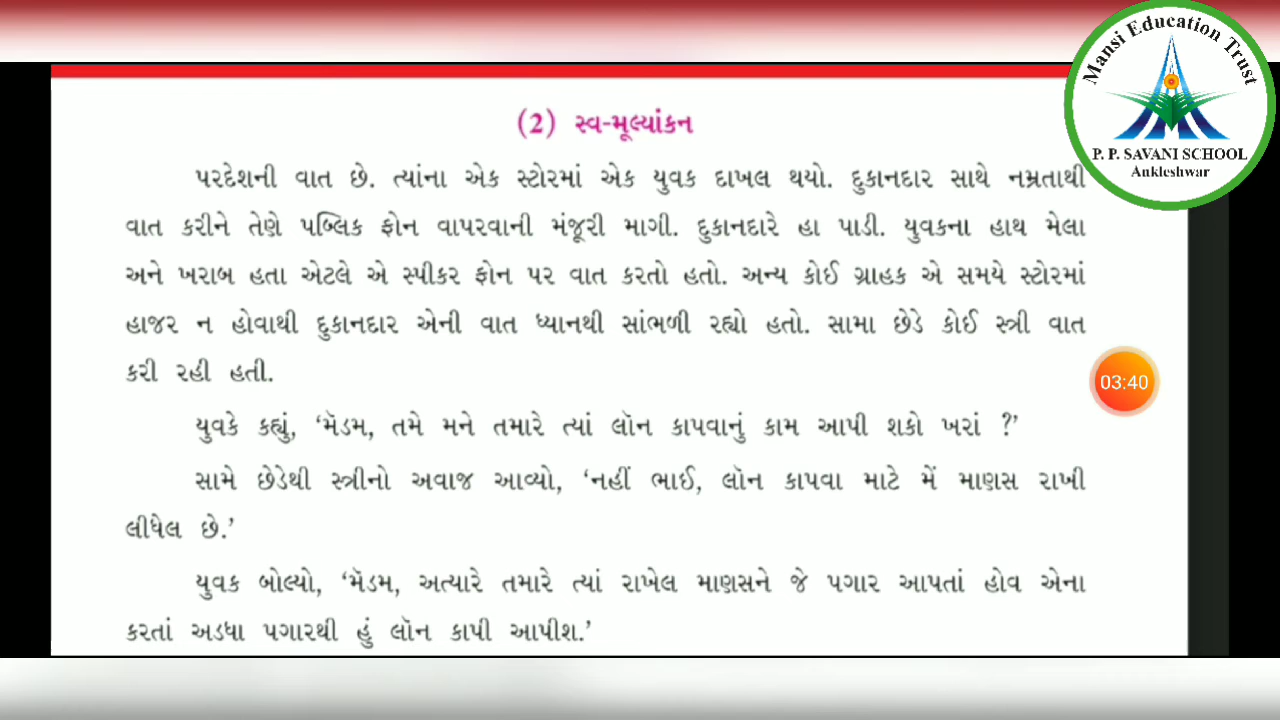 Mansi Education Trust
P. P. SAVANI SCHOOL
Ankleshwar
(2) સ્વ-મૂલ્યાંકન
પરદેશની વાત છે. ત્યાંના એક સ્ટોરમાં એક યુવક દાખલ થયો. દુકાનદાર સાથે નમ્રતાથી
વાત કરીને તેણે પબ્લિક ફોન વાપરવાની મંજૂરી માગી. દુકાનદારે હા પાડી. યુવકના હાથ મેલા
અને ખરાબ હતા એટલે એ સ્પીકર ફોન પર વાત કરતો હતો. અન્ય કોઈ ગ્રાહક એ સમયે સ્ટોરમાં
હાજર ન હોવાથી દુકાનદાર એની વાત ધ્યાનથી સાંભળી રહ્યો હતો. સામા છેડે કોઈ સ્ત્રી વાત
કરી રહી હતી.
03:40
યુવકે કહ્યું, ‘મૅડમ, તમે મને તમારે ત્યાં લૉન કાપવાનું કામ આપી શકો ખરાં ?’
સામે છેડેથી સ્ત્રીનો અવાજ આવ્યો, ‘નહીં ભાઈ, લૉન કાપવા માટે મેં માણસ રાખી
લીધેલ છે.’
યુવક બોલ્યો, ‘મૅડમ, અત્યારે તમારે ત્યાં રાખેલ માણસને જે પગાર આપતાં હોવ એના
કરતાં અડધા પગારથી હું લૉન કાપી આપીશ.’